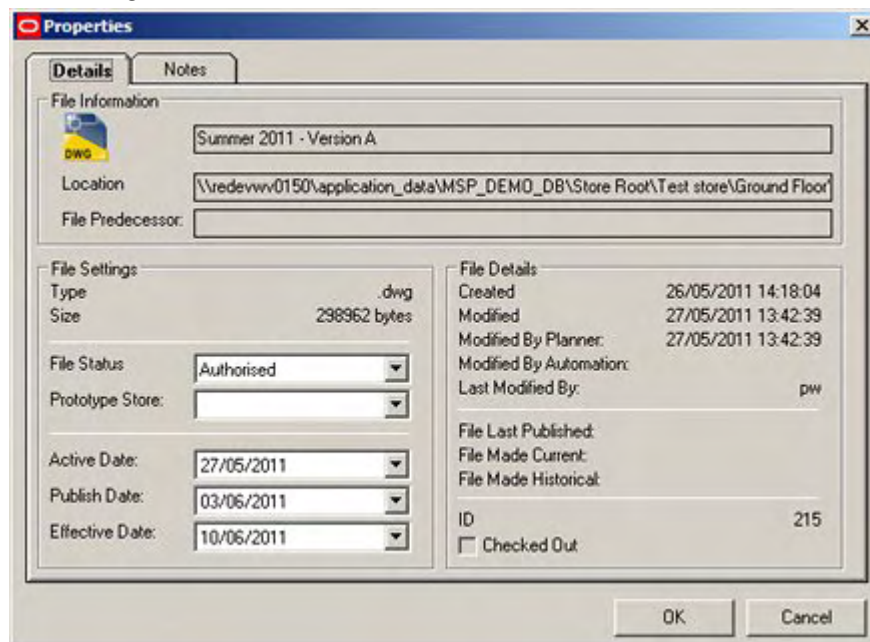 Properties
Details Notes
File Information
DWG
Summer 2011 - Version A
Location \\redevwv0150\application_data\MSP_DEMO_DB\Store Root\Test store\Ground Floor\
File Predecessor:
File Settings
Type .dwg
Size 298962 bytes
File Status Authorised
Prototype Store:
Active Date: 27/05/2011
Publish Date: 03/06/2011
Effective Date: 10/06/2011
File Details
Created 26/05/2011 14:18:04
Modified 27/05/2011 13:42:39
Modified By Planner: 27/05/2011 13:42:39
Modified By Automation:
Last Modified By: pw
File Last Published:
File Made Current:
File Made Historical:
ID 215
Checked Out
OK Cancel